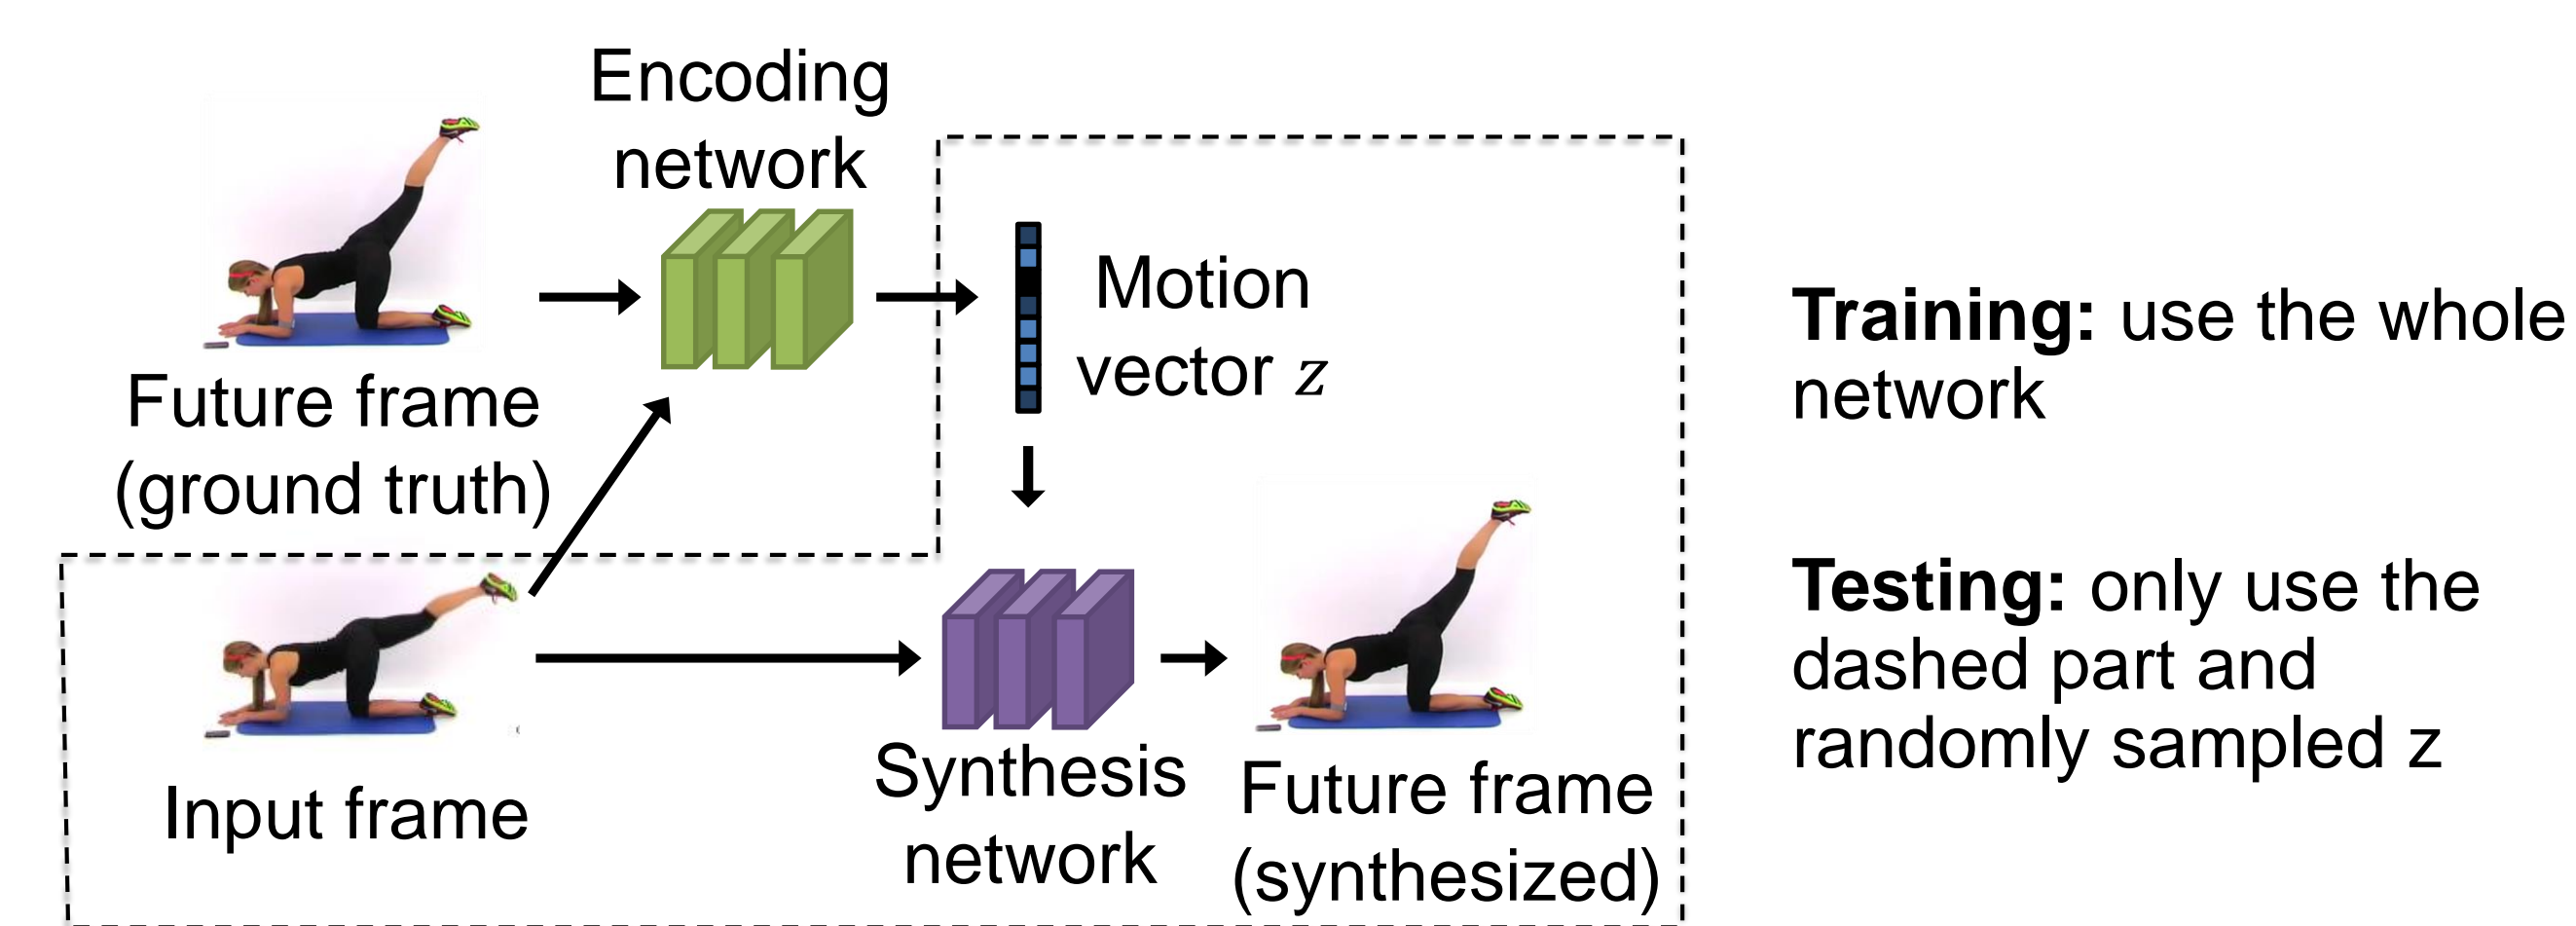 Encoding
network
Future frame
(ground truth)
Motion
vector z
Input frame
Synthesis
network
Future frame
(synthesized)
Training: use the whole
network
Testing: only use the
dashed part and
randomly sampled z